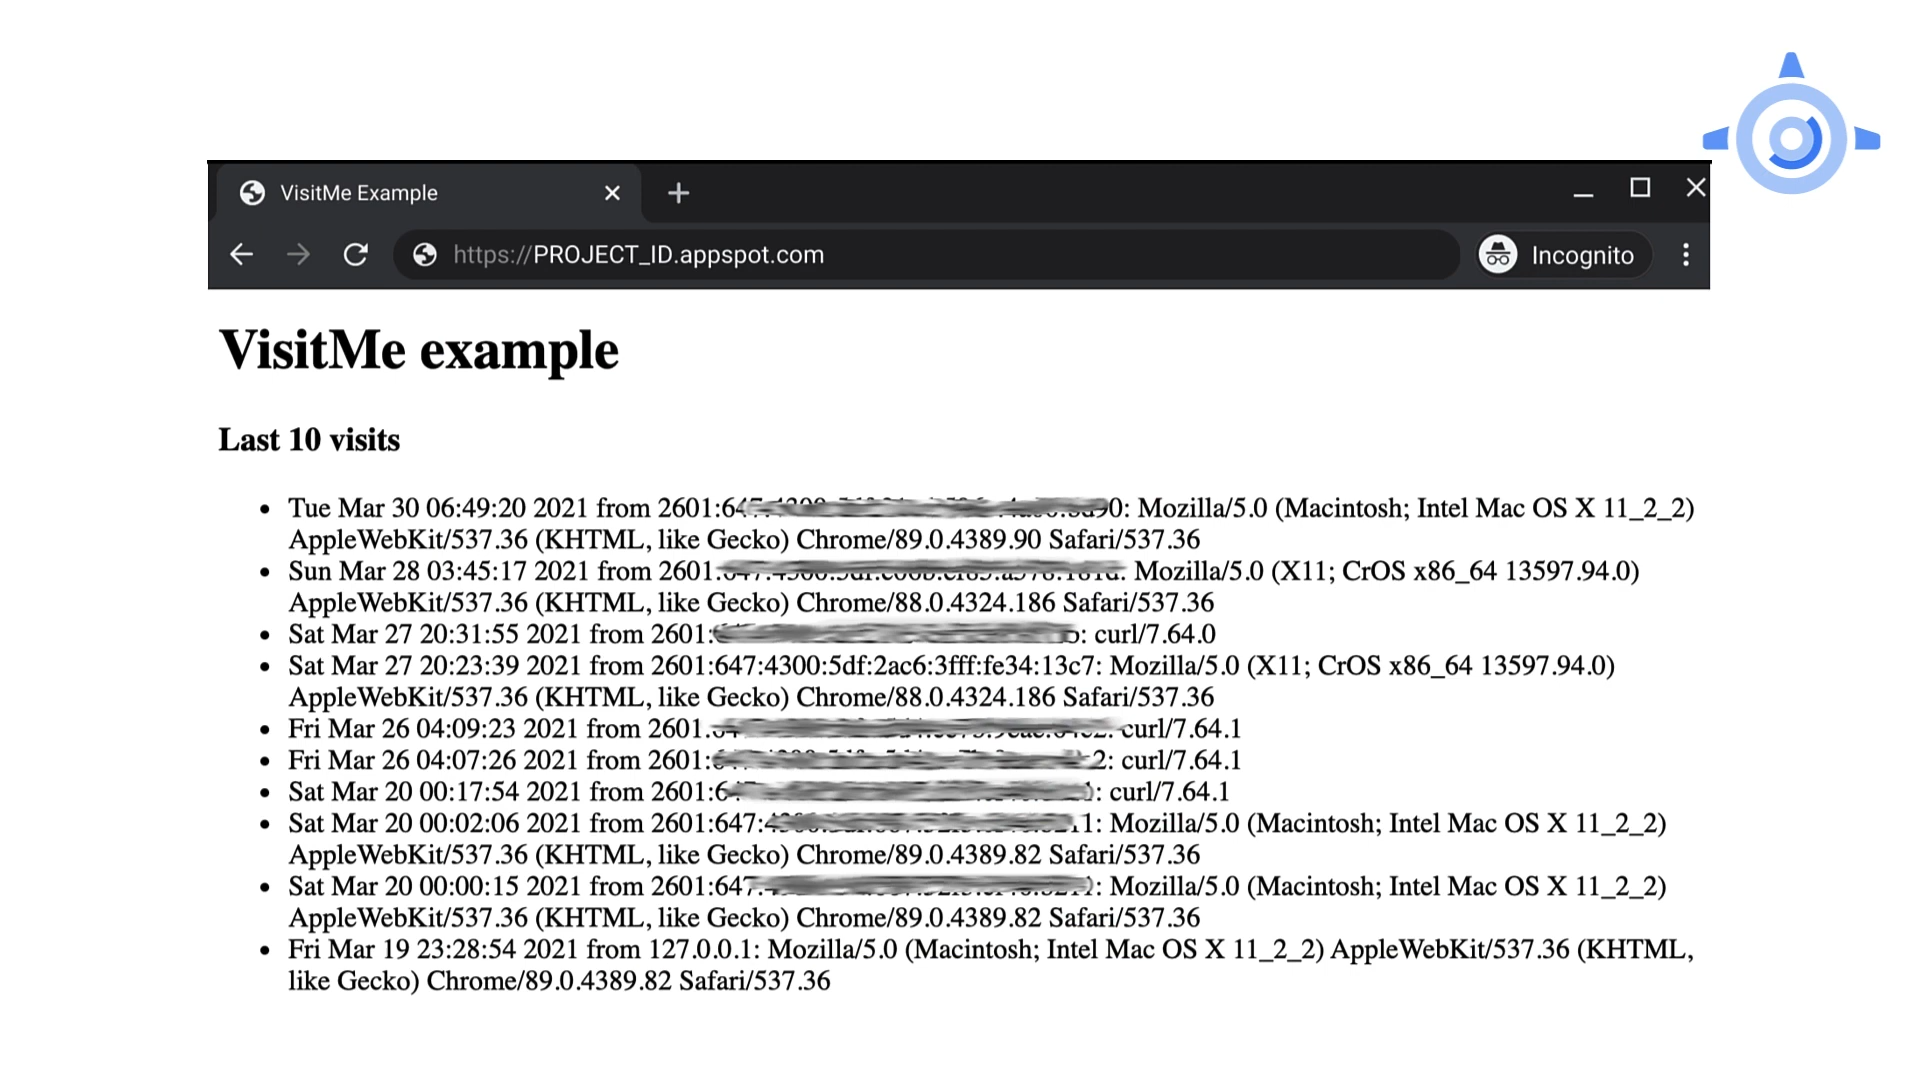 VisitMe Example
https://PROJECT_ID.appspot.com
Incognito
VisitMe example
Last 10 visits
Tue Mar 30 06:49:20 2021 from 2601: Mozilla/5.0 (Macintosh; Intel Mac OS X 11_2_2)
AppleWebKit/537.36 (KHTML, like Gecko) Chrome/89.0.4389.90 Safari/537.36
Sun Mar 28 03:45:17 2021 from 2601 Mozilla/5.0 (X11; CrOS x86_64 13597.94.0)
AppleWebKit/537.36 (KHTML, like Gecko) Chrome/88.0.4324.186 Safari/537.36
Sat Mar 27 20:31:55 2021 from 2601: curl/7.64.0
Sat Mar 27 20:23:39 2021 from 2601:647:4300:5df:2ac6:3fff:fe34:13c7: Mozilla/5.0 (X11; CrOS x86_64 13597.94.0)
AppleWebKit/537.36 (KHTML, like Gecko) Chrome/88.0.4324.186 Safari/537.36
Fri Mar 26 04:09:23 2021 from 2601 curl/7.64.1
Fri Mar 26 04:07:26 2021 from 2601: curl/7.64.1
Sat Mar 20 00:17:54 2021 from 2601: curl/7.64.1
Sat Mar 20 00:02:06 2021 from 2601:647: Mozilla/5.0 (Macintosh; Intel Mac OS X 11_2_2)
AppleWebKit/537.36 (KHTML, like Gecko) Chrome/89.0.4389.82 Safari/537.36
Sat Mar 20 00:00:15 2021 from 2601:647 Mozilla/5.0 (Macintosh; Intel Mac OS X 11_2_2)
AppleWebKit/537.36 (KHTML, like Gecko) Chrome/89.0.4389.82 Safari/537.36
Fri Mar 19 23:28:54 2021 from 127.0.0.1: Mozilla/5.0 (Macintosh; Intel Mac OS X 11_2_2) AppleWebKit/537.36 (KHTML,
like Gecko) Chrome/89.0.4389.82 Safari/537.36